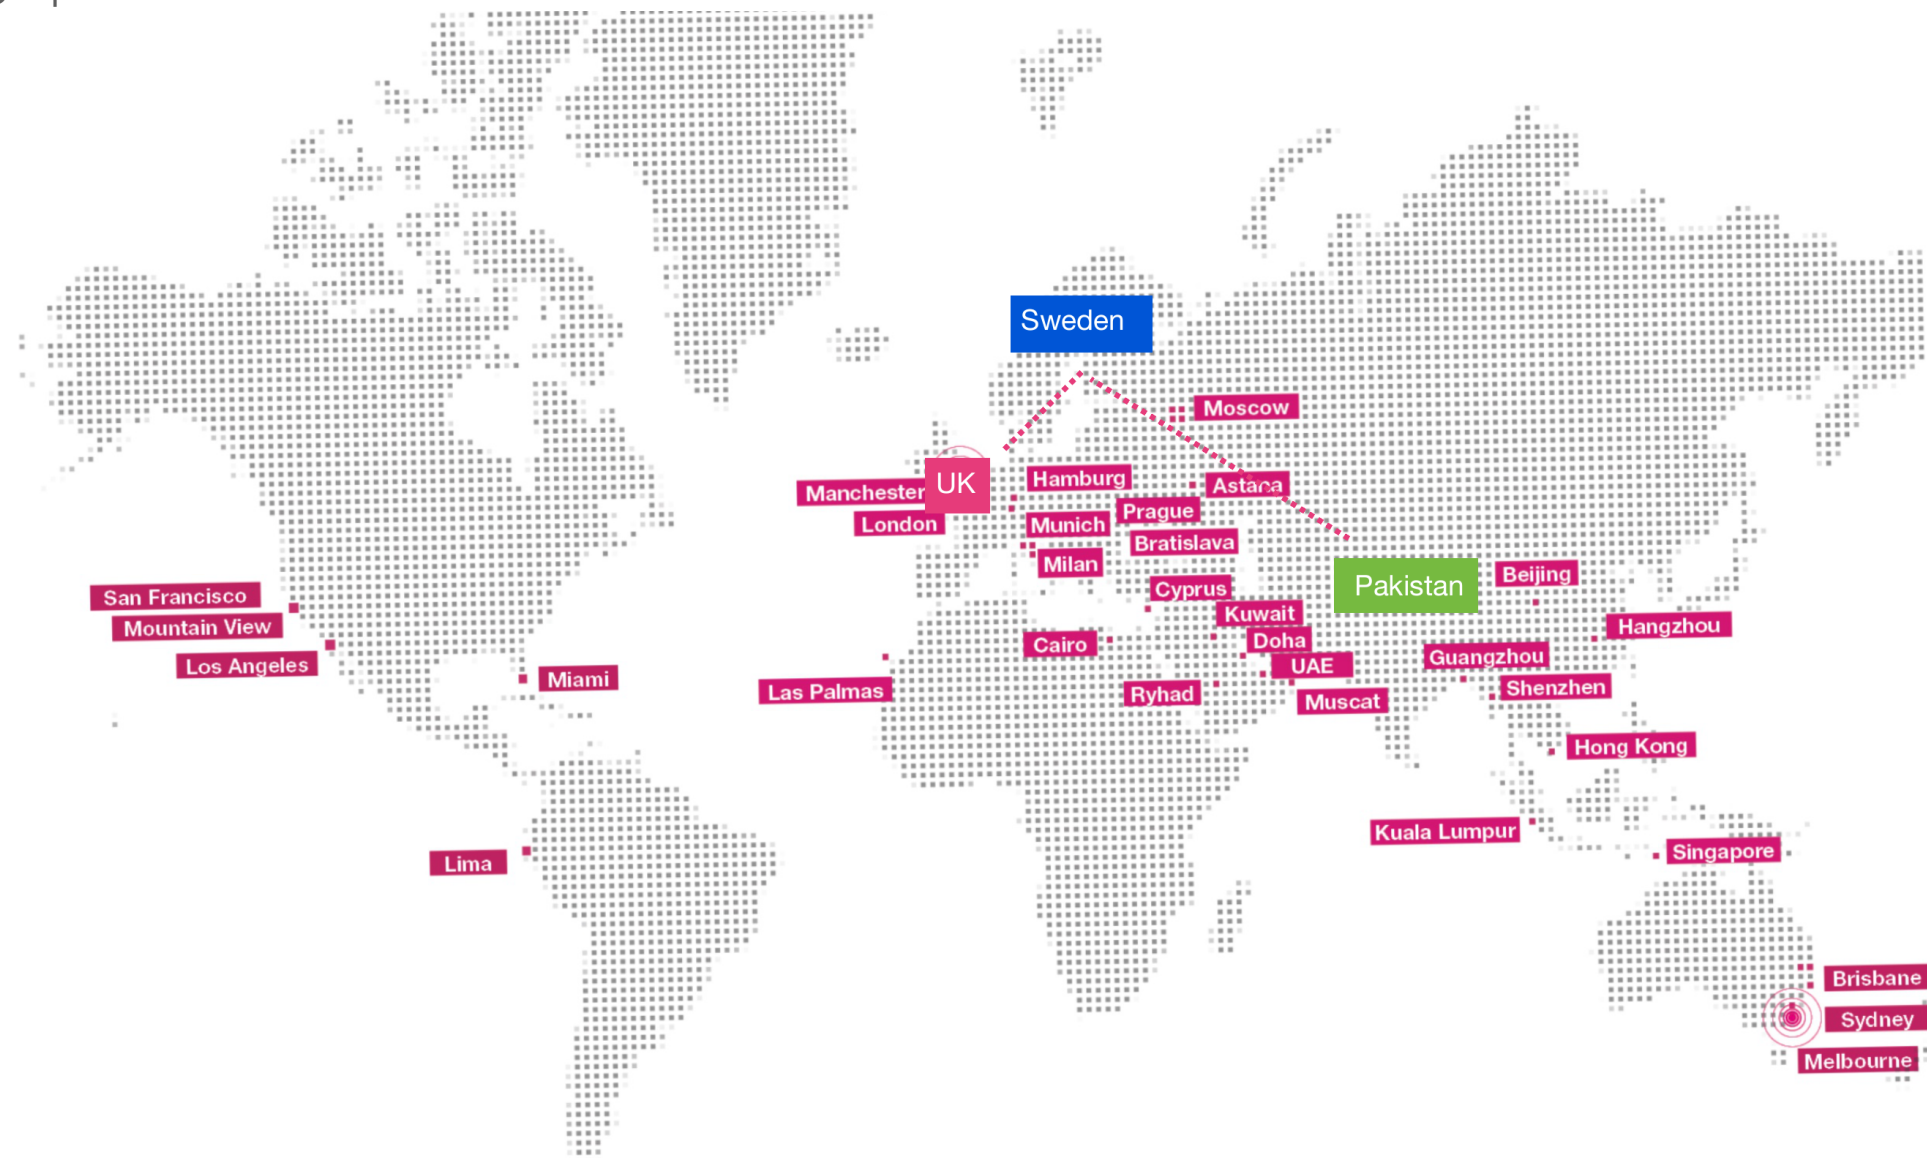 Sweden
Moscow
Hamburg
UK
Manchester
Astaca
Prague
London
Munich
Bratislava
Milan
Beijing
Pakistan
Cyprus
San Francisco
Kuwait
Mountain View
Hangzhou
Doha
Cairo
Guangzhou
Los Angeles
UAE
Miami
Shenzhen
Las Palmas
Ryhad
Muscat
Hong Kong
Kuala Lumpur
Singapore
Lima
Brisbane
Sydney
Melbourne